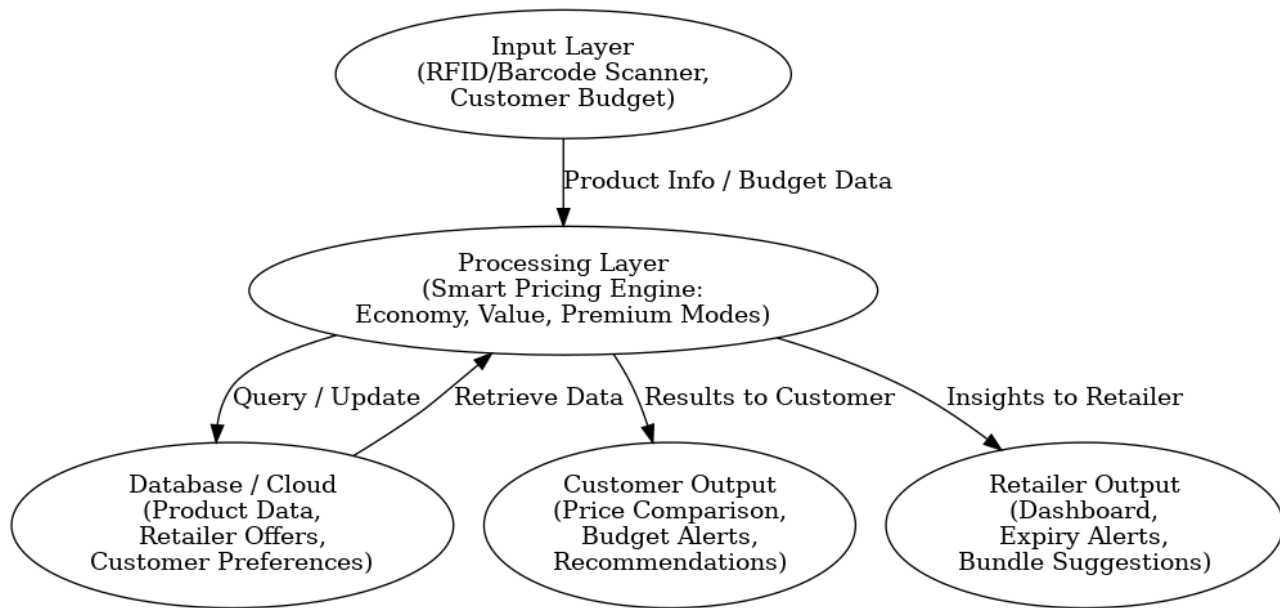 Input Layer
(RFID/Barcode Scanner,
Customer Budget)
Product Info / Budget Data
Processing Layer
(Smart Pricing Engine:
Economy, Value, Premium Modes)
Query / Update
Retrieve Data
Results to Customer
Insights to Retailer
Database / Cloud
(Product Data,
Retailer Offers,
Customer Preferences)
Customer Output
(Price Comparison,
Budget Alerts,
Recommendations)
Retailer Output
(Dashboard,
Expiry Alerts,
Bundle Suggestions)